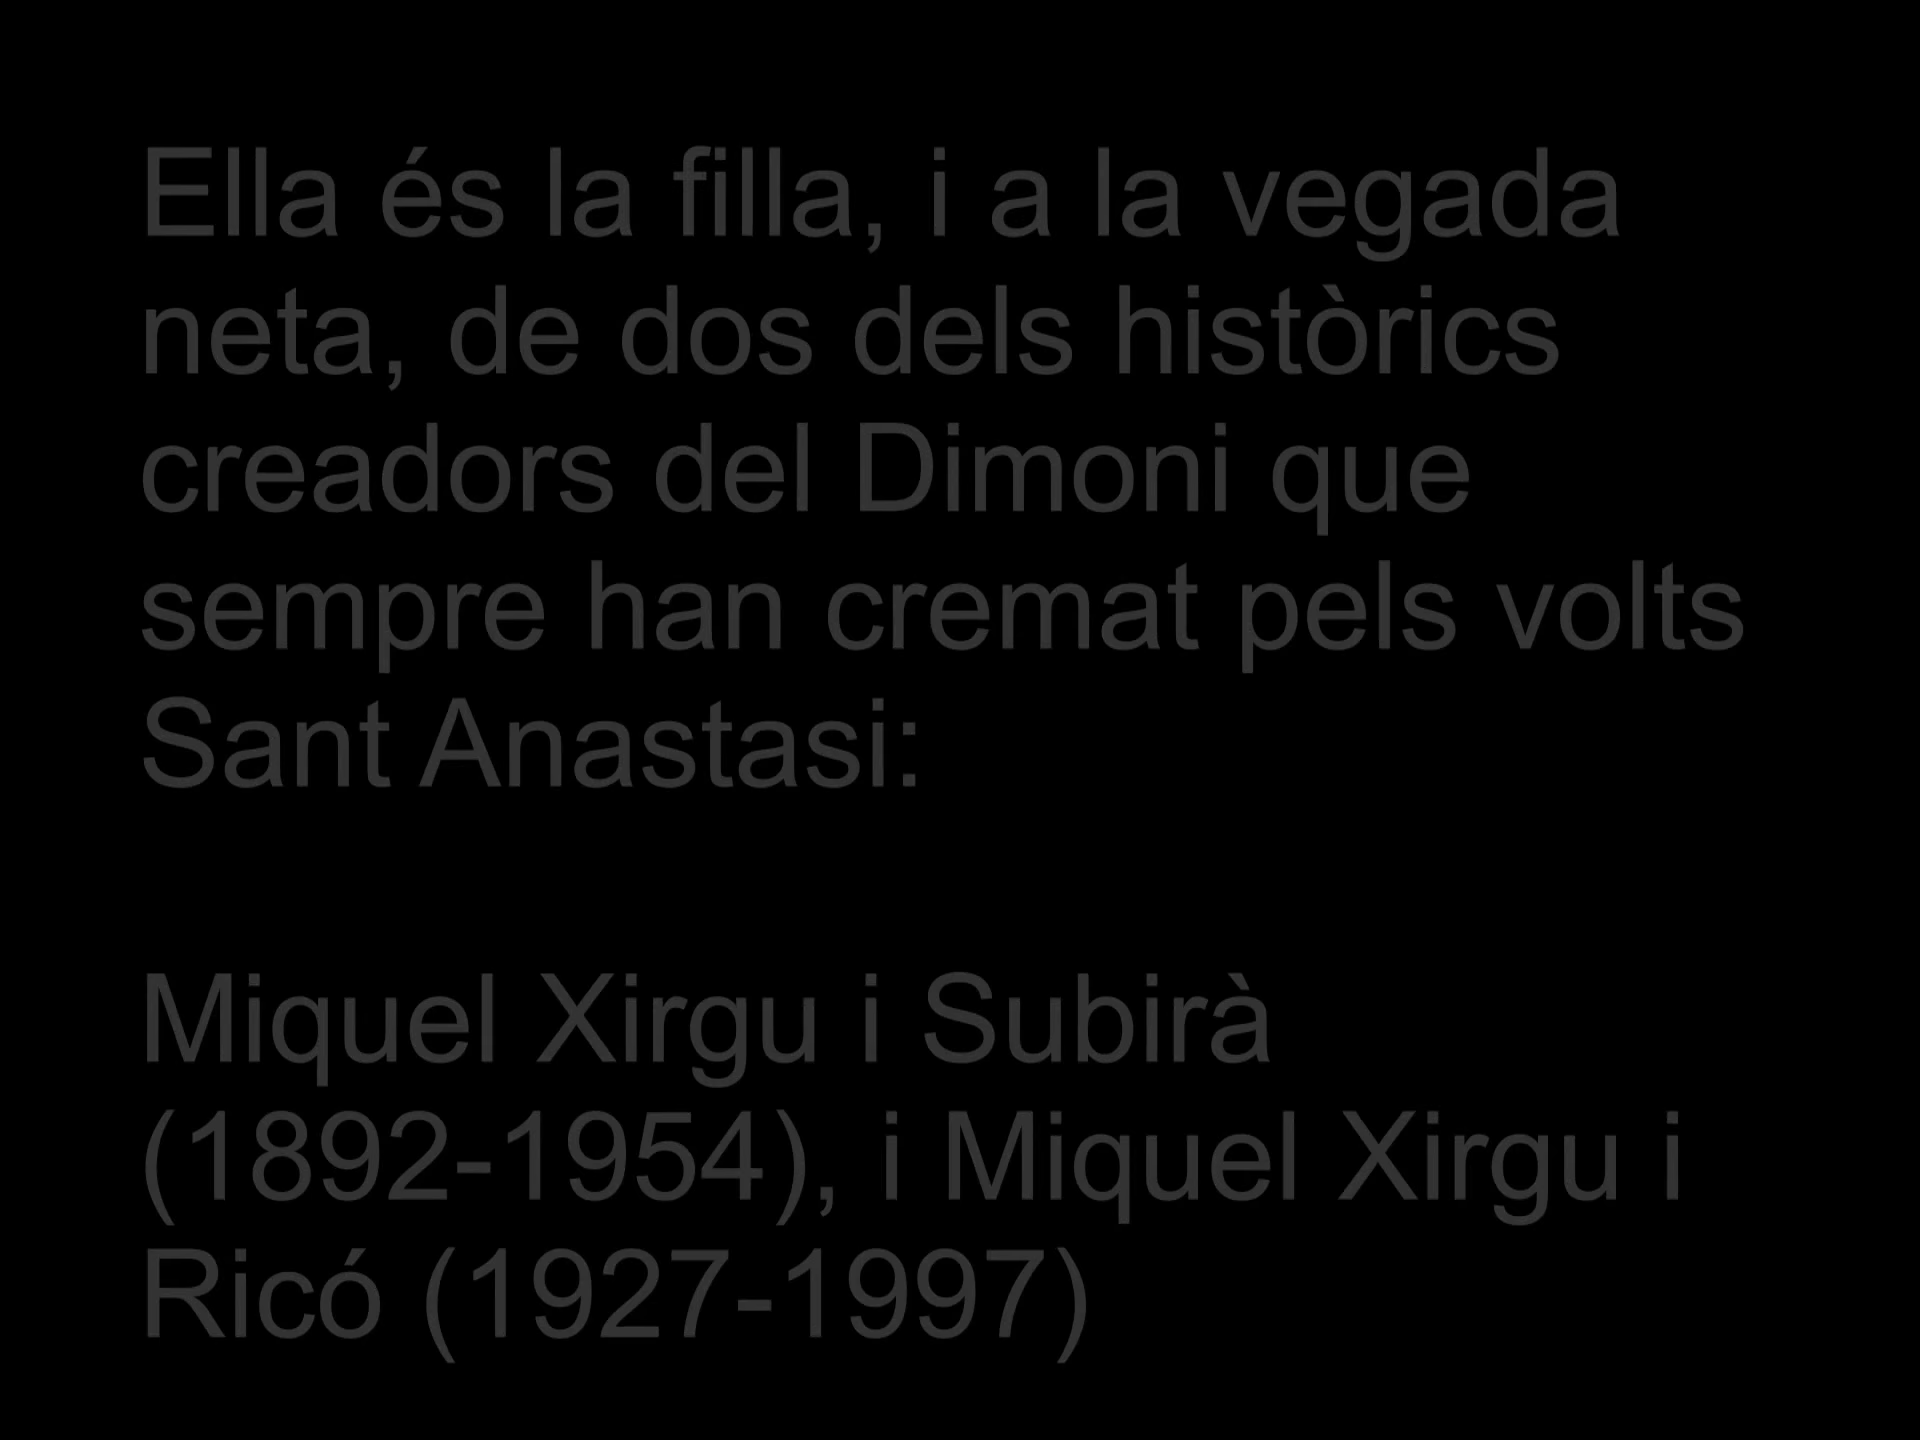 Ella és la filla, i a la vegada
neta, de dos dels històrics
creadors del Dimoni que
sempre han cremat pels volts
Sant Anastasi:
Miquel Xirgu i Subirà
(1892-1954), i Miquel Xirgu i
Ricó (1927-1997)